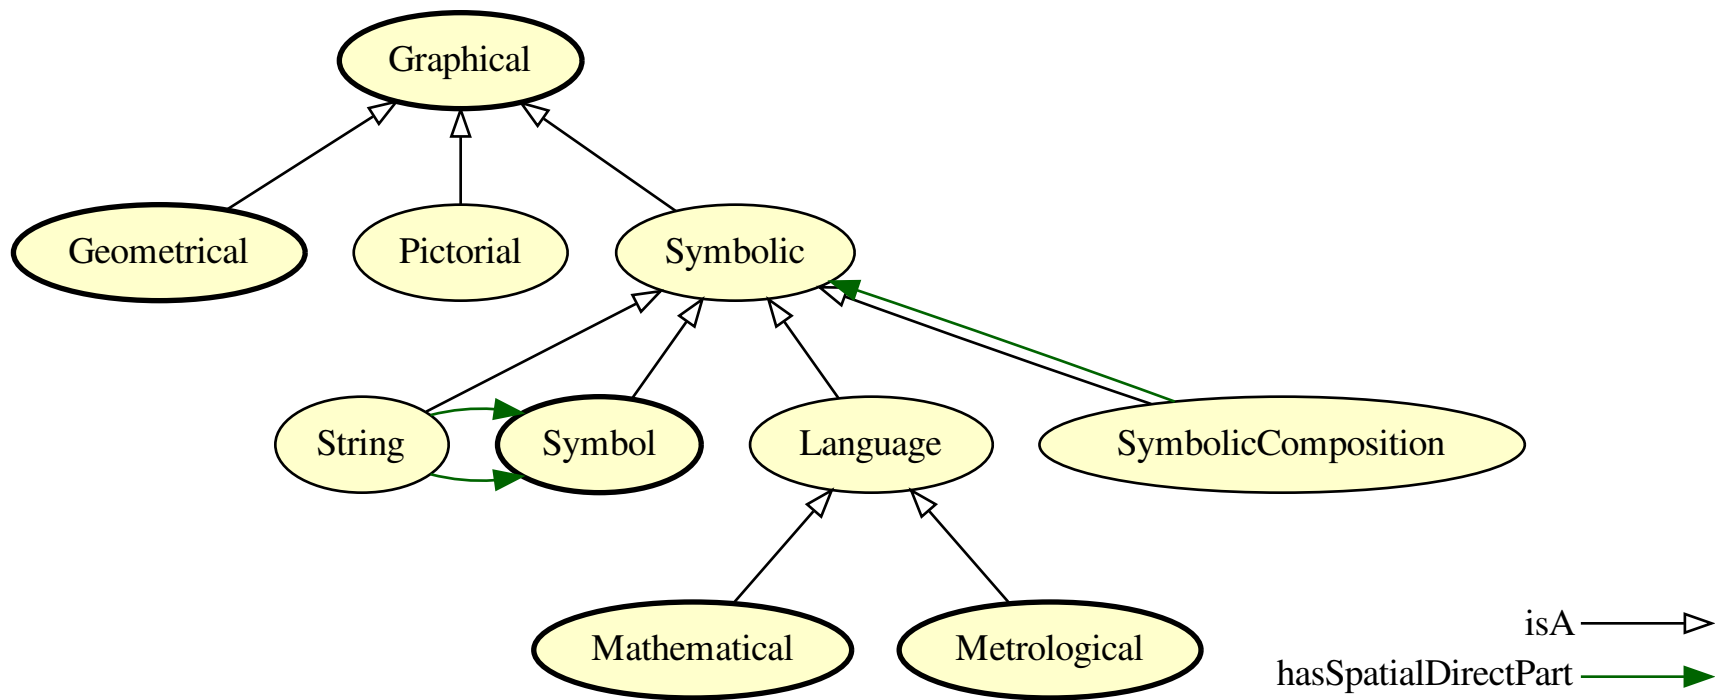 Graphical
Geometrical
Pictorial
Symbolic
String
Symbol
Language
SymbolicComposition
Mathematical
Metrological
isA
hasSpatialDirectPart